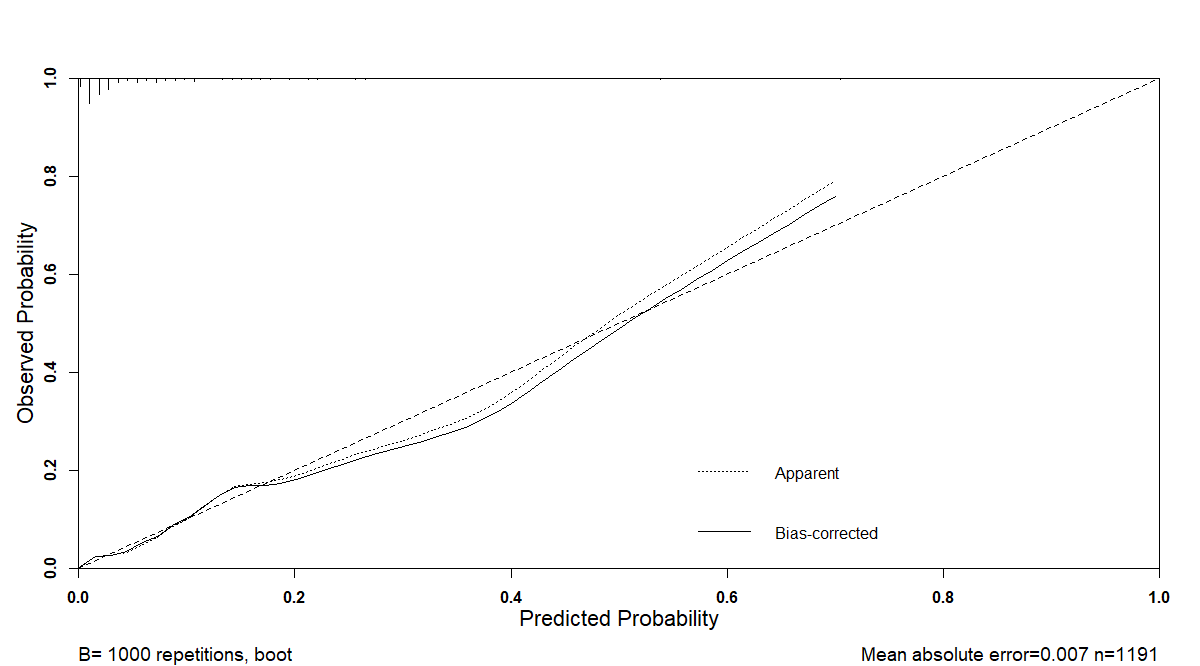 1.0
0.8
0.6
0.4
0.2
0.0
Observed Probability
Apparent
Bias-corrected
0.0 0.2 0.4 0.6 0.8 1.0
Predicted Probability
B= 1000 repetitions, boot
Mean absolute error=0.007 n=1191